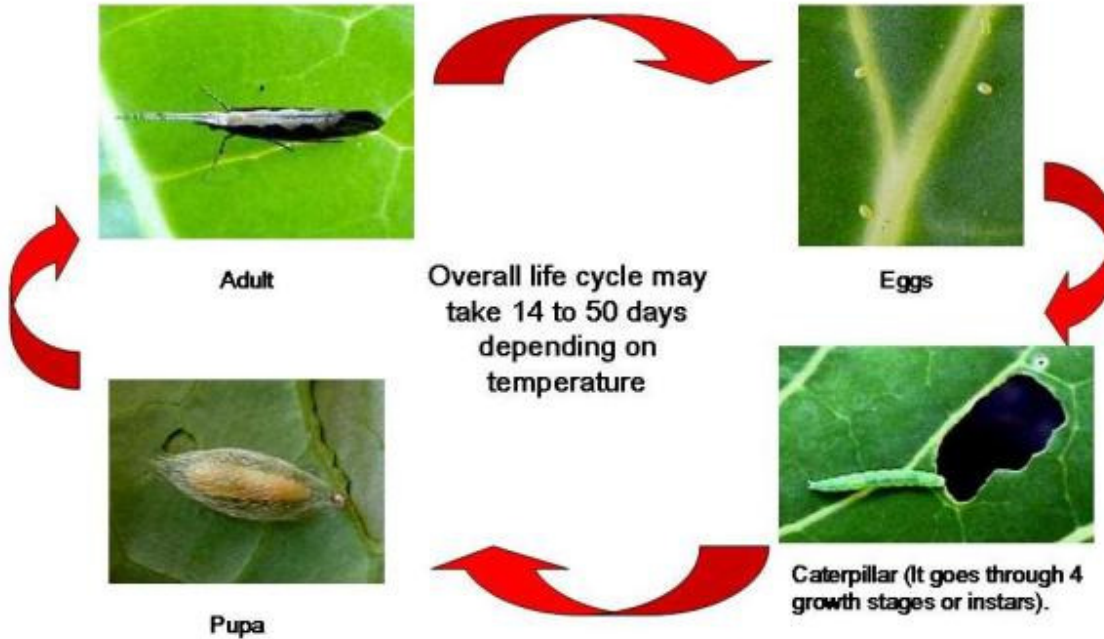 Adult
Eggs
Overall life cycle may
take 14 to 50 days
depending on
temperature
Caterpillar (It goes through 4
growth stages or instars).
Pupa